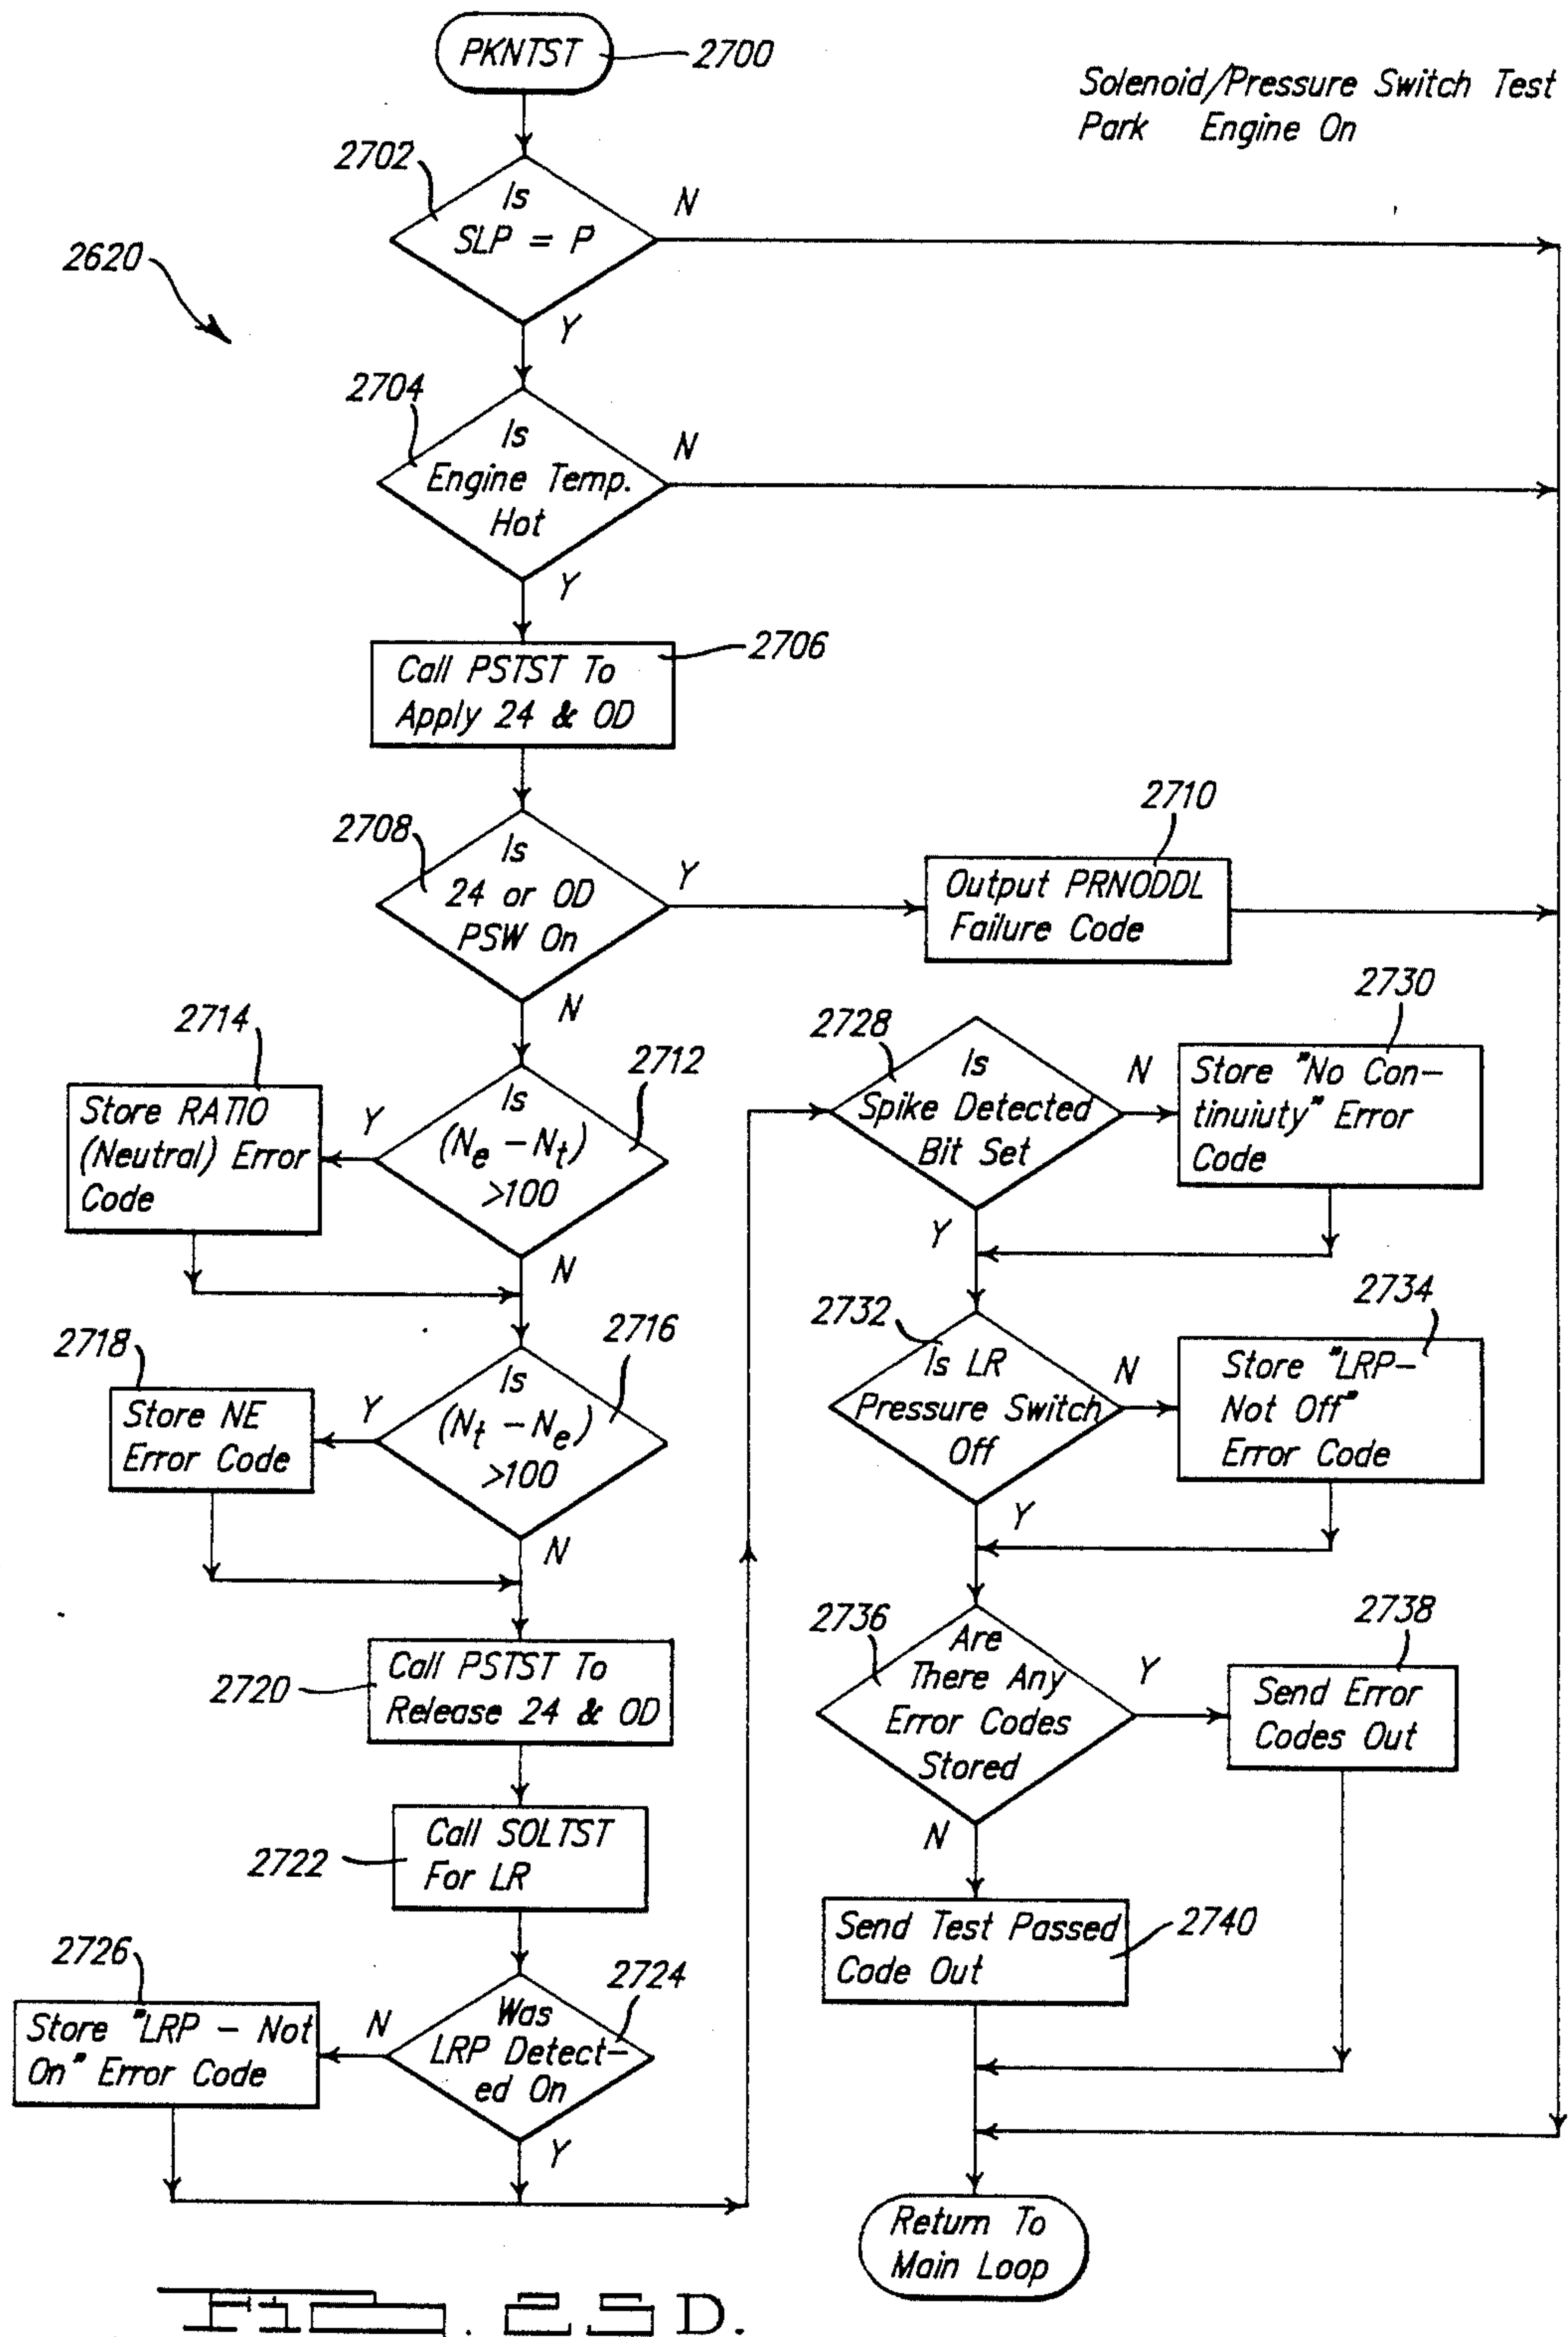 PKNTST
2700
Solenoid/Pressure Switch Test
Park Engine On
2702
Is
SLP = P
N
Y
2620
2704
Is
Engine Temp.
Hot
N
Y
Call PSTST To
Apply 24 & OD
2706
2708
Is
24 or OD
PSW On
Y
N
2710
Output PRNODDL
Failure Code
2714
Store RATIO
(Neutral) Error
Code
2712
Is
(Ne - Nt)
>100
Y
N
2718
Store NE
Error Code
2716
Is
(Nt - Ne)
>100
Y
N
2720
Call PSTST To
Release 24 & OD
2722
Call SOLTST
For LR
2726
Store "LRP - Not
On" Error Code
2724
Was
LRP Detect-
ed On
N
Y
2728
Is
Spike Detected
Bit Set
N
Y
2730
Store "No Con-
tinuiuty" Error
Code
2732
Is LR
Pressure Switch
Off
N
Y
2734
Store "LRP-
Not Off"
Error Code
2736
Are
There Any
Error Codes
Stored
Y
N
2738
Send Error
Codes Out
Send Test Passed
Code Out
2740
Return To
Main Loop
FIG. 25D.